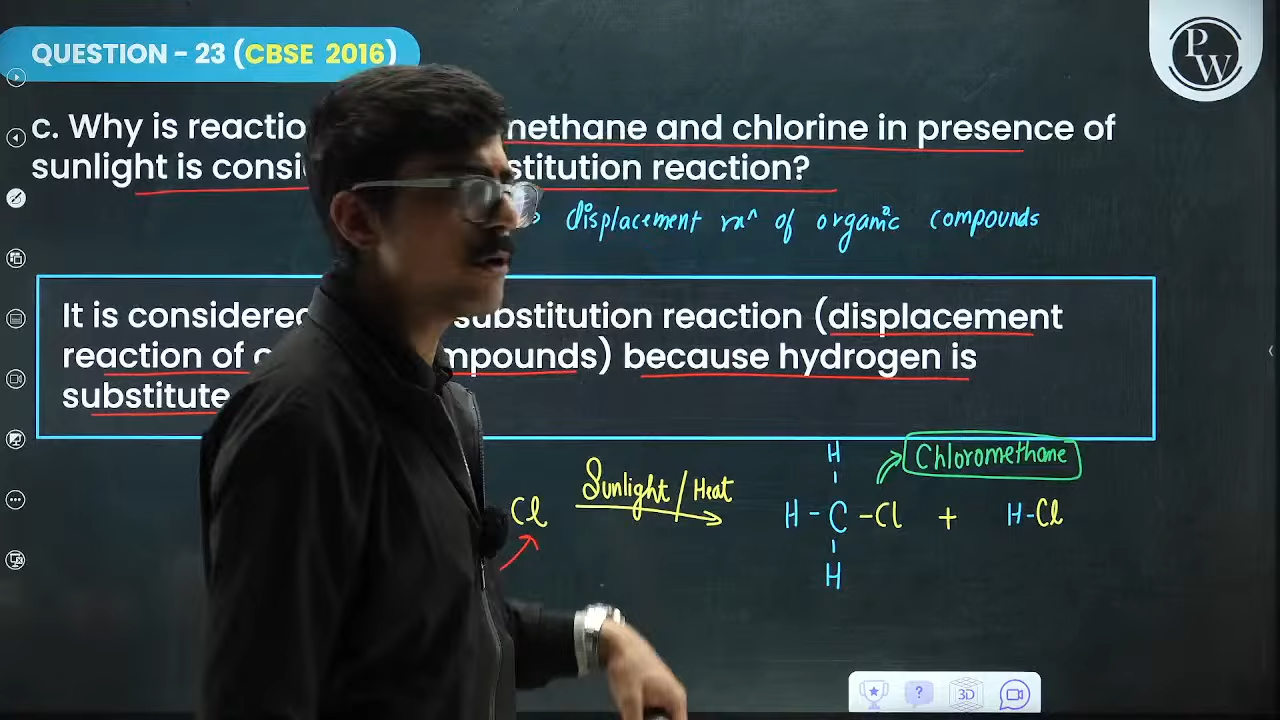 QUESTION - 23 (CBSE 2016)
PW
c. Why is reactio methane and chlorine in presence of
sunlight is consi stitution reaction?
displacement rxn of organic compounds
It is considere substitution reaction (displacement
reaction of mpounds) because hydrogen is
substitute
H
Chloromethane
Cl Sunlight / Heat H - C - Cl + H - Cl
H
? 3D